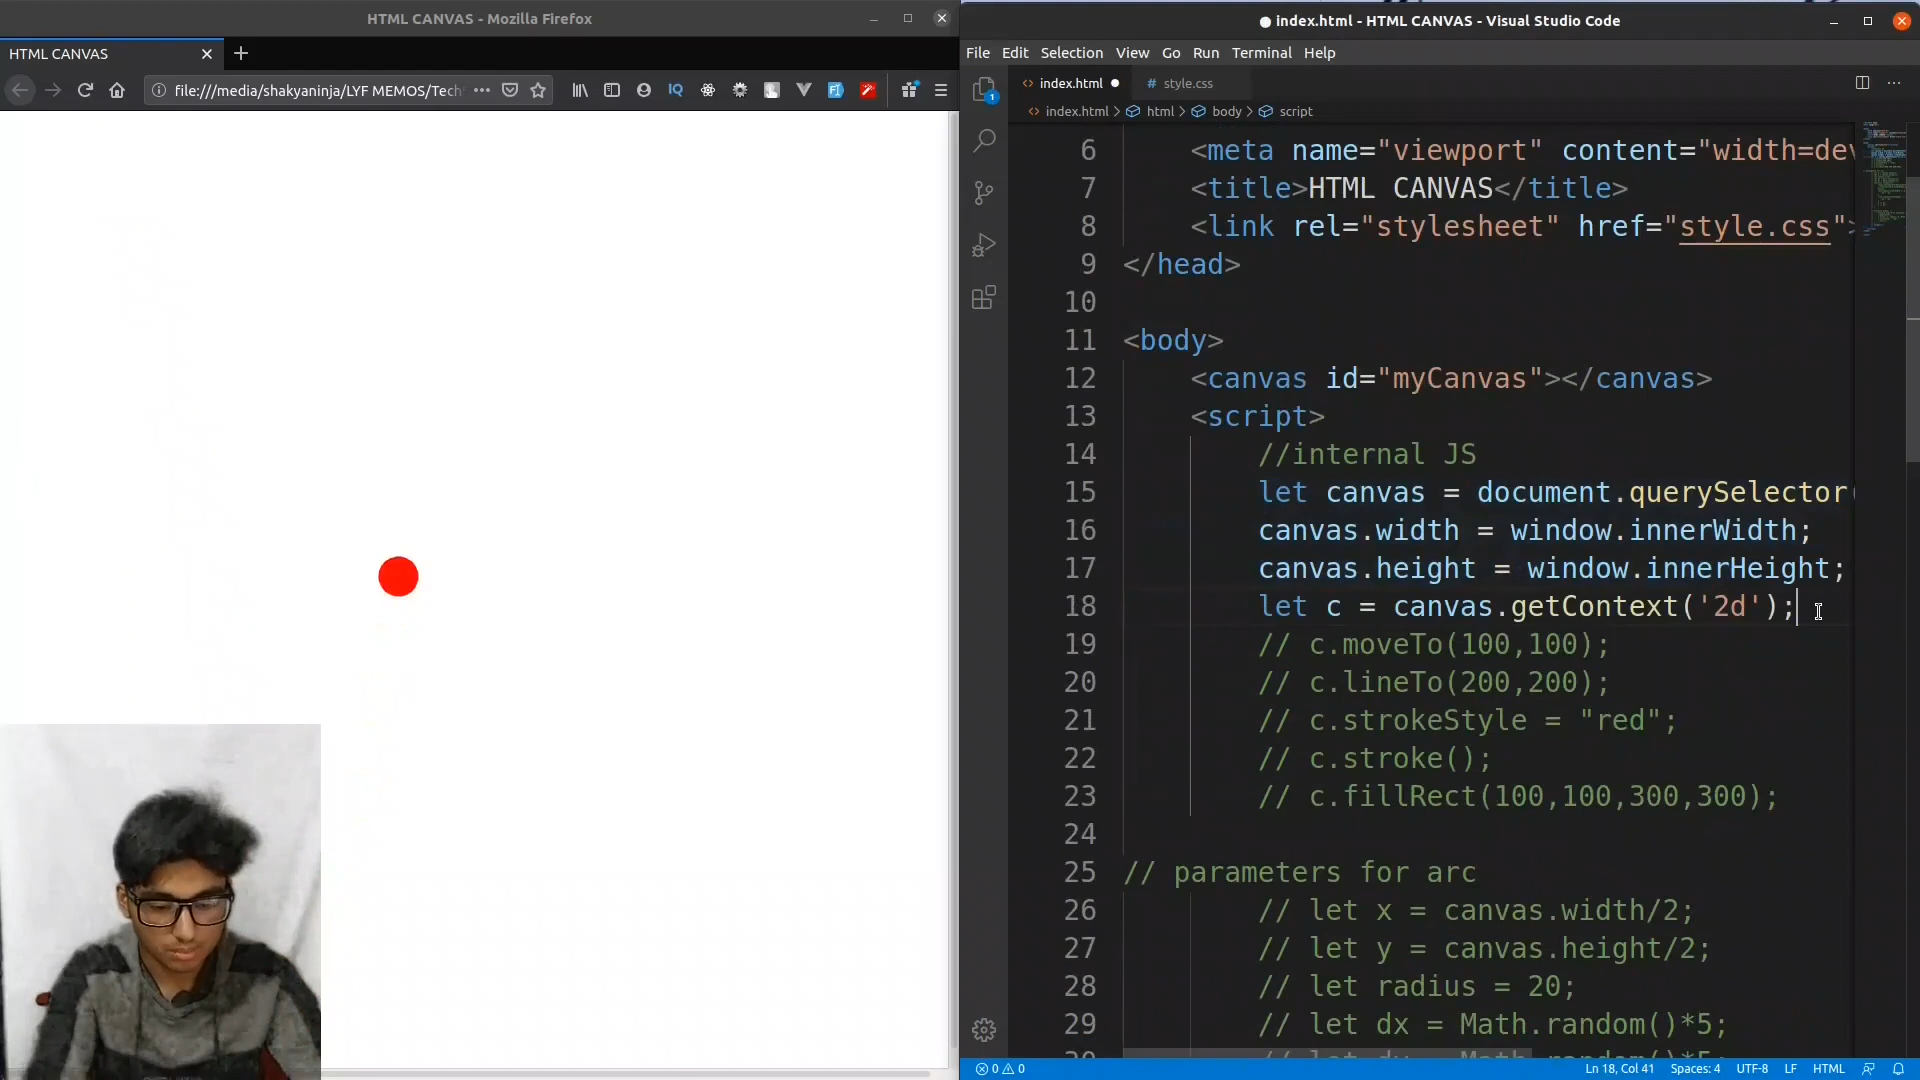 HTML CANVAS - Mozilla Firefox
HTML CANVAS
file:///media/shakyaninja/LYF MEMOS/Tech
index.html - HTML CANVAS - Visual Studio Code
File Edit Selection View Go Run Terminal Help
index.html
# style.css
index.html > html > body > script
6 <meta name="viewport" content="width=dev
7 <title>HTML CANVAS</title>
8 <link rel="stylesheet" href="style.css">
9 </head>
10
11 <body>
12 <canvas id="myCanvas"></canvas>
13 <script>
14 //internal JS
15 let canvas = document.querySelector(
16 canvas.width = window.innerWidth;
17 canvas.height = window.innerHeight;
18 let c = canvas.getContext('2d');
19 // c.moveTo(100,100);
20 // c.lineTo(200,200);
21 // c.strokeStyle = "red";
22 // c.stroke();
23 // c.fillRect(100,100,300,300);
24
25 // parameters for arc
26 // let x = canvas.width/2;
27 // let y = canvas.height/2;
28 // let radius = 20;
29 // let dx = Math.random()*5;
0 0
Ln 18, Col 41 Spaces: 4 UTF-8 LF HTML